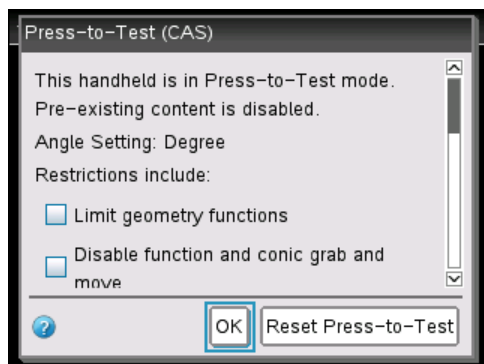 Press-to-Test (CAS)
This handheld is in Press-to-Test mode.
Pre-existing content is disabled.
Angle Setting: Degree
Restrictions include:
Limit geometry functions
Disable function and conic grab and
move
? OK Reset Press-to-Test